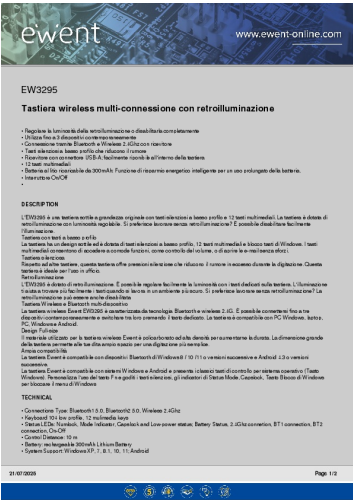 ewent
www.ewent-online.com
EW3295
Tastiera wireless multi-connessione con retroilluminazione
• Regolare la luminosità della retroilluminazione o disabilitarla completamente
• Utilizza fino a 3 dispositivi contemporaneamente
• Connessione tramite Bluetooth e Wireless 2.4Ghz con ricevitore
• Tasti silenziosi a basso profilo che riducono il rumore
• Ricevitore con connettore USB-A; facilmente riponibile all'interno della tastiera
• 12 tasti multimediali
• Batteria al litio ricaricabile da 300mAh. Funzione di risparmio energetico intelligente per un uso prolungato della batteria.
• Interruttore On/Off
•
DESCRIPTION
L'EW3295 è una tastiera sottile a grandezza originale con tasti silenziosi a basso profilo e 12 tasti multimediali. La tastiera è dotata di
retroilluminazione con luminosità regolabile. Si preferisce lavorare senza retroilluminazione? È possibile disabilitare facilmente
l'illuminazione.
Tastiera con tasti a basso profilo
La tastiera ha un design sottile ed è dotata di tasti silenziosi a basso profilo, 12 tasti multimediali e blocco tasti di Windows. I tasti
multimediali consentono di accedere a comode funzioni, come controllo del volume, o di aprire le e-mail senza sforzi.
Tastiera silenziosa
Rispetto ad altre tastiere, questa tastiera offre pressioni silenziose che riducono il rumore in eccesso durante la digitazione. Questa
tastiera è ideale per l'uso in ufficio.
Retroilluminazione
L'EW3295 è dotato di retroilluminazione. È possibile regolare facilmente la luminosità con i tasti dedicati sulla tastiera. L'illuminazione
ti aiuta a trovare più facilmente i tasti quando si lavora in un ambiente più scuro. Si preferisce lavorare senza retroilluminazione? La
retroilluminazione può essere anche disabilitata
Tastiera Wireless e Bluetooth multi-dispositivo
La tastiera wireless Ewent EW3295 è caratterizzata da tecnologia Bluetooth e wireless 2.4G. È possibile connettersi fino a tre
dispositivi contemporaneamente e switchare tra loro premendo il tasto dedicato. La tastiera è compatibile con PC Windows, laptop,
PC, Windows e Android.
Design Full-size
Il materiale utilizzato per la tastiera wireless Ewent è policarbonato ad alta densità per aumentarne la durata. La dimensione grande
della tastiera permette alle tue dita ampio spazio per una digitazione più semplice.
Ampia compatibilità
La tastiera Ewent è compatibile con dispositivi Bluetooth di Windows 8 / 10 /11 o versioni successive e Android 4.3 o versioni
successive.
La tastiera Ewent è compatibile con sistemi Windows e Android e presenta i classici tasti di controllo per sistema operativo (Tasto
Windows). Personalizza l'uso del tasto Fn e goditi i tasti silenziosi, gli indicatori di Status Mode, Capslock, Tasto Blocco di Windows
per bloccare il menu di Windows
TECHNICAL
• Connections Type: Bluetooth1 5.0, Bluetooth2 5.0, Wireless 2.4Ghz
• Keyboard 104 low profile, 12 mulimedia keys
• Status LEDs: Numlock, Mode Indicator, Capslock and Low power status; Battery Status, 2.4Ghz connection, BT1 connection, BT2
connection, On-Off
• Control Distance: 10 m
• Battery: rechargeable 300mAh Lithium Battery
• System Support: Windows XP, 7, 8.1, 10, 11; Android
21/07/2025
Page 1/2